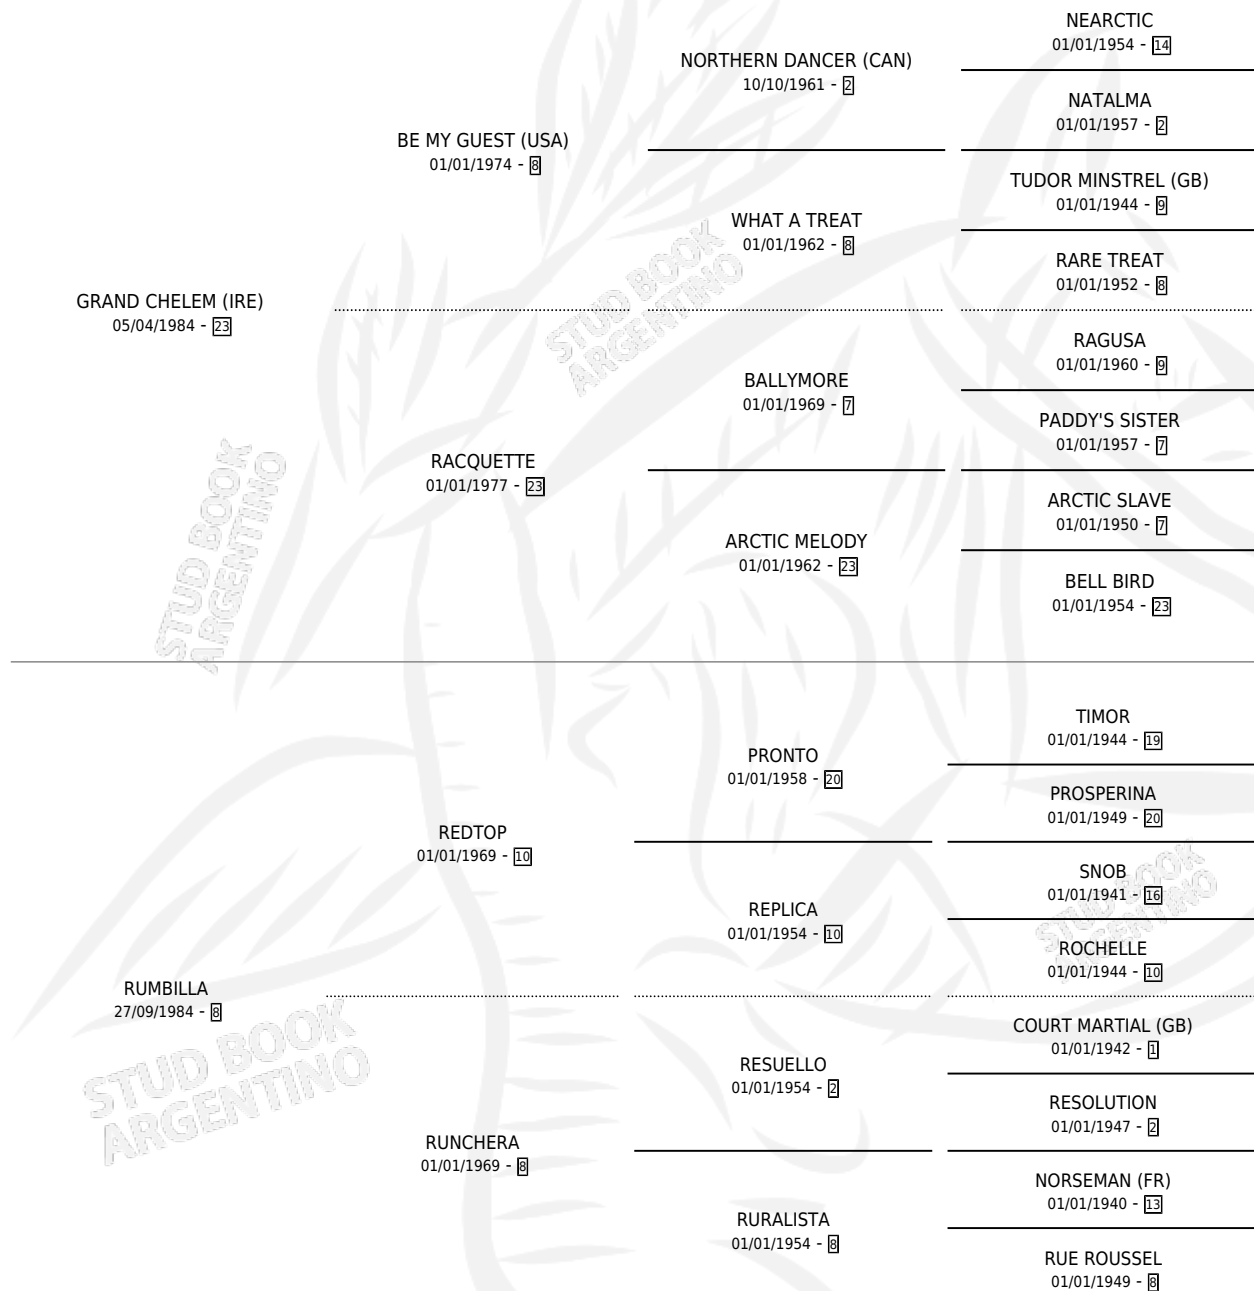 NEARCTIC
01/01/1954 - 14
NORTHERN DANCER (CAN)
10/10/1961 - 2
NATALMA
01/01/1957 - 2
BE MY GUEST (USA)
01/01/1974 - 8
TUDOR MINSTREL (GB)
01/01/1944 - 9
WHAT A TREAT
01/01/1962 - 8
RARE TREAT
01/01/1952 - 8
GRAND CHELEM (IRE)
05/04/1984 - 23
RAGUSA
01/01/1960 - 9
BALLYMORE
01/01/1969 - 7
PADDY'S SISTER
01/01/1957 - 7
RACQUETTE
01/01/1977 - 23
ARCTIC SLAVE
01/01/1950 - 7
ARCTIC MELODY
01/01/1962 - 23
BELL BIRD
01/01/1954 - 23
STUD BOOK
ARGENTINO
STUD BOOK
ARGENTINO
TIMOR
01/01/1944 - 19
PRONTO
01/01/1958 - 20
PROSPERINA
01/01/1949 - 20
REDTOP
01/01/1969 - 10
SNOB
01/01/1941 - 16
REPLICA
01/01/1954 - 10
ROCHELLE
01/01/1944 - 10
STUD BOOK
ARGENTINO
RUMBILLA
27/09/1984 - 8
COURT MARTIAL (GB)
01/01/1942 - 1
RESUELLO
01/01/1954 - 2
RESOLUTION
01/01/1947 - 2
RUNCHERA
01/01/1969 - 8
NORSEMAN (FR)
01/01/1940 - 13
RURALISTA
01/01/1954 - 8
RUE ROUSSEL
01/01/1949 - 8
STUD BOOK
ARGENTINO